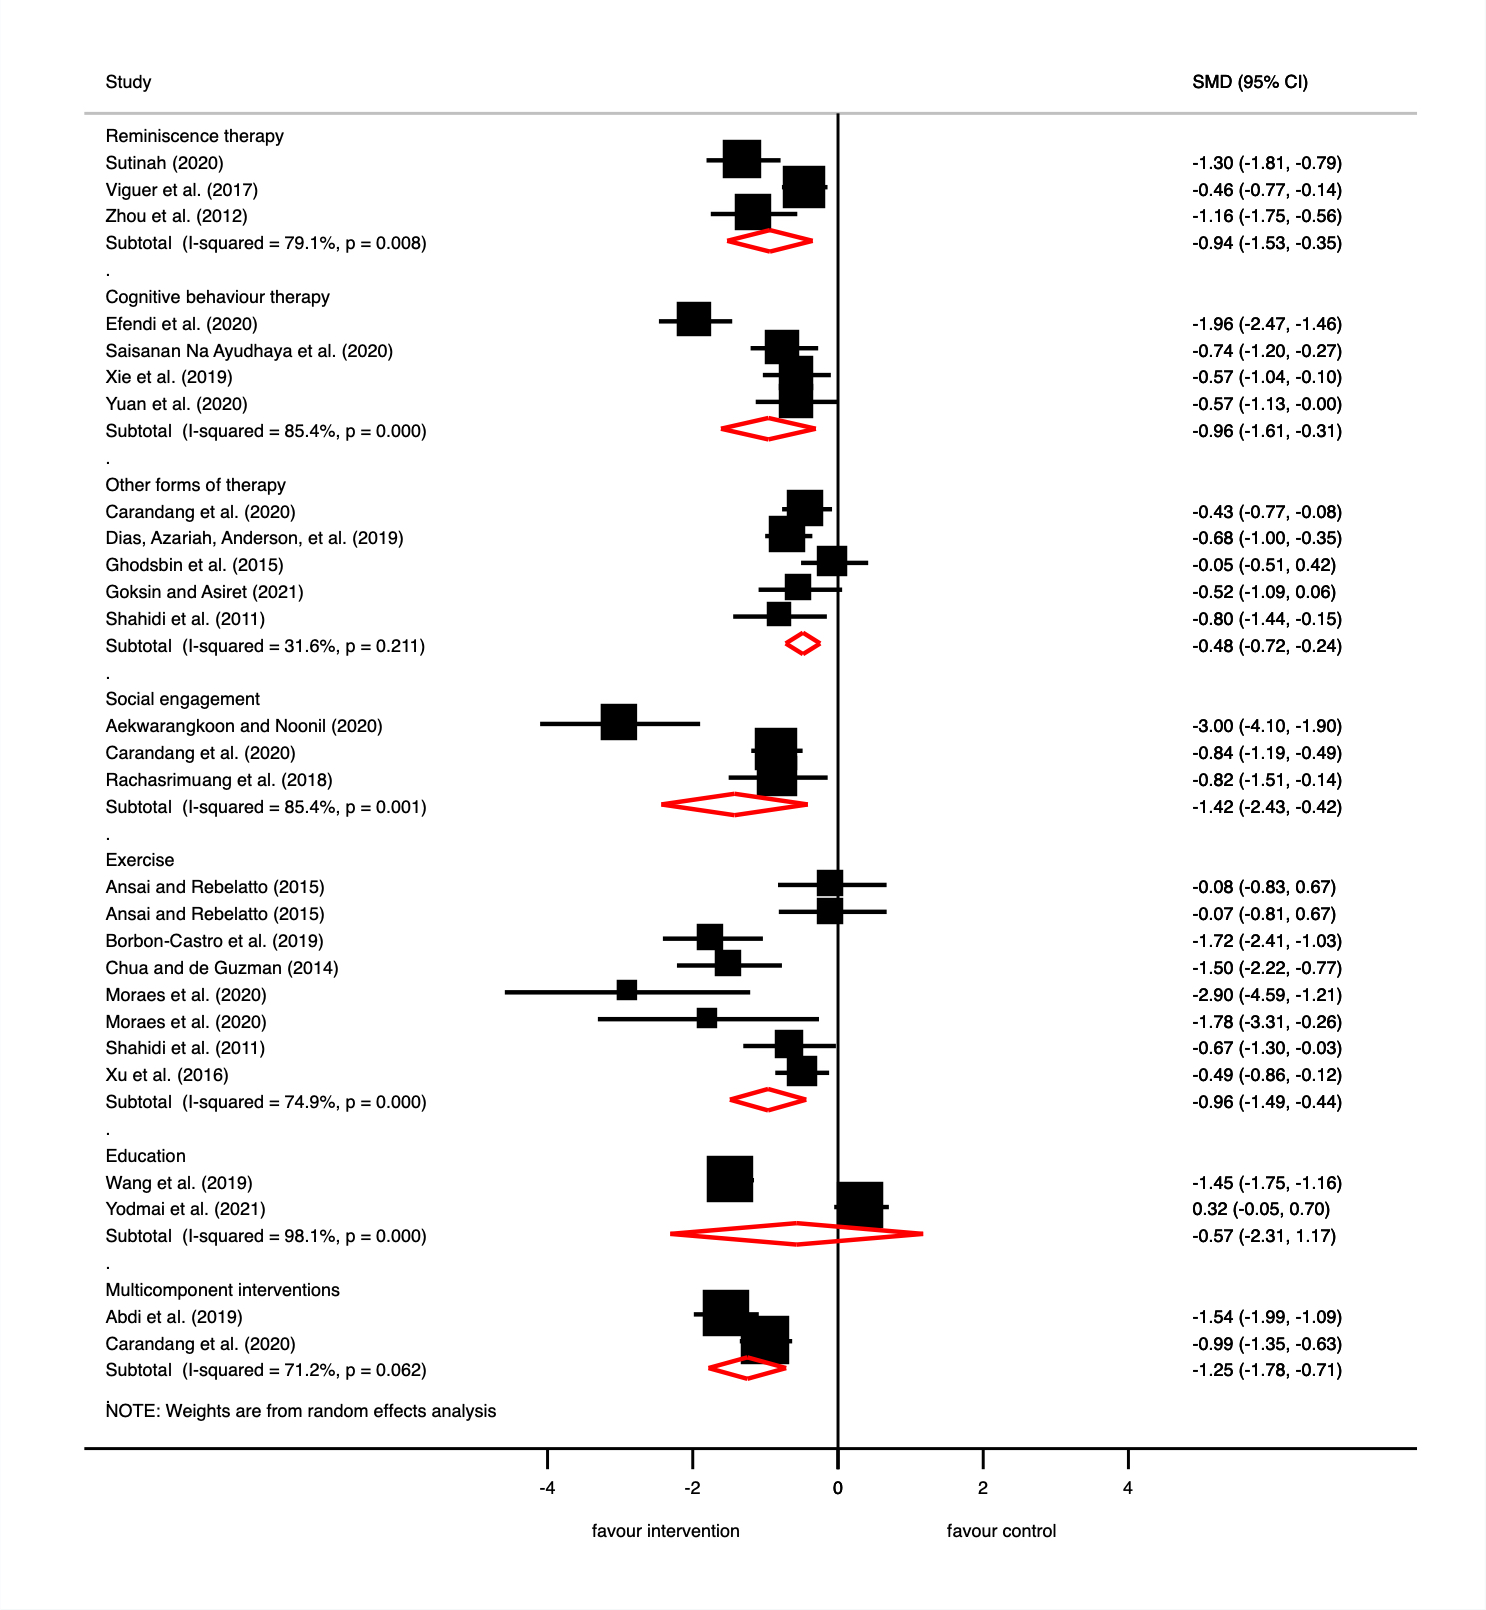 Study SMD (95% CI)
Reminiscence therapy
Sutinah (2020) -1.30 (-1.81, -0.79)
Viguer et al. (2017) -0.46 (-0.77, -0.14)
Zhou et al. (2012) -1.16 (-1.75, -0.56)
Subtotal (I-squared = 79.1%, p = 0.008) -0.94 (-1.53, -0.35)
.
Cognitive behaviour therapy
Efendi et al. (2020) -1.96 (-2.47, -1.46)
Saisanan Na Ayudhaya et al. (2020) -0.74 (-1.20, -0.27)
Xie et al. (2019) -0.57 (-1.04, -0.10)
Yuan et al. (2020) -0.57 (-1.13, -0.00)
Subtotal (I-squared = 85.4%, p = 0.000) -0.96 (-1.61, -0.31)
.
Other forms of therapy
Carandang et al. (2020) -0.43 (-0.77, -0.08)
Dias, Azariah, Anderson, et al. (2019) -0.68 (-1.00, -0.35)
Ghodsbin et al. (2015) -0.05 (-0.51, 0.42)
Goksin and Asiret (2021) -0.52 (-1.09, 0.06)
Shahidi et al. (2011) -0.80 (-1.44, -0.15)
Subtotal (I-squared = 31.6%, p = 0.211) -0.48 (-0.72, -0.24)
.
Social engagement
Aekwarangkoon and Noonil (2020) -3.00 (-4.10, -1.90)
Carandang et al. (2020) -0.84 (-1.19, -0.49)
Rachasrimuang et al. (2018) -0.82 (-1.51, -0.14)
Subtotal (I-squared = 85.4%, p = 0.001) -1.42 (-2.43, -0.42)
.
Exercise
Ansai and Rebelatto (2015) -0.08 (-0.83, 0.67)
Ansai and Rebelatto (2015) -0.07 (-0.81, 0.67)
Borbon-Castro et al. (2019) -1.72 (-2.41, -1.03)
Chua and de Guzman (2014) -1.50 (-2.22, -0.77)
Moraes et al. (2020) -2.90 (-4.59, -1.21)
Moraes et al. (2020) -1.78 (-3.31, -0.26)
Shahidi et al. (2011) -0.67 (-1.30, -0.03)
Xu et al. (2016) -0.49 (-0.86, -0.12)
Subtotal (I-squared = 74.9%, p = 0.000) -0.96 (-1.49, -0.44)
.
Education
Wang et al. (2019) -1.45 (-1.75, -1.16)
Yodmai et al. (2021) 0.32 (-0.05, 0.70)
Subtotal (I-squared = 98.1%, p = 0.000) -0.57 (-2.31, 1.17)
.
Multicomponent interventions
Abdi et al. (2019) -1.54 (-1.99, -1.09)
Carandang et al. (2020) -0.99 (-1.35, -0.63)
Subtotal (I-squared = 71.2%, p = 0.062) -1.25 (-1.78, -0.71)
.
NOTE: Weights are from random effects analysis
-4 -2 0 2 4
favour intervention favour control